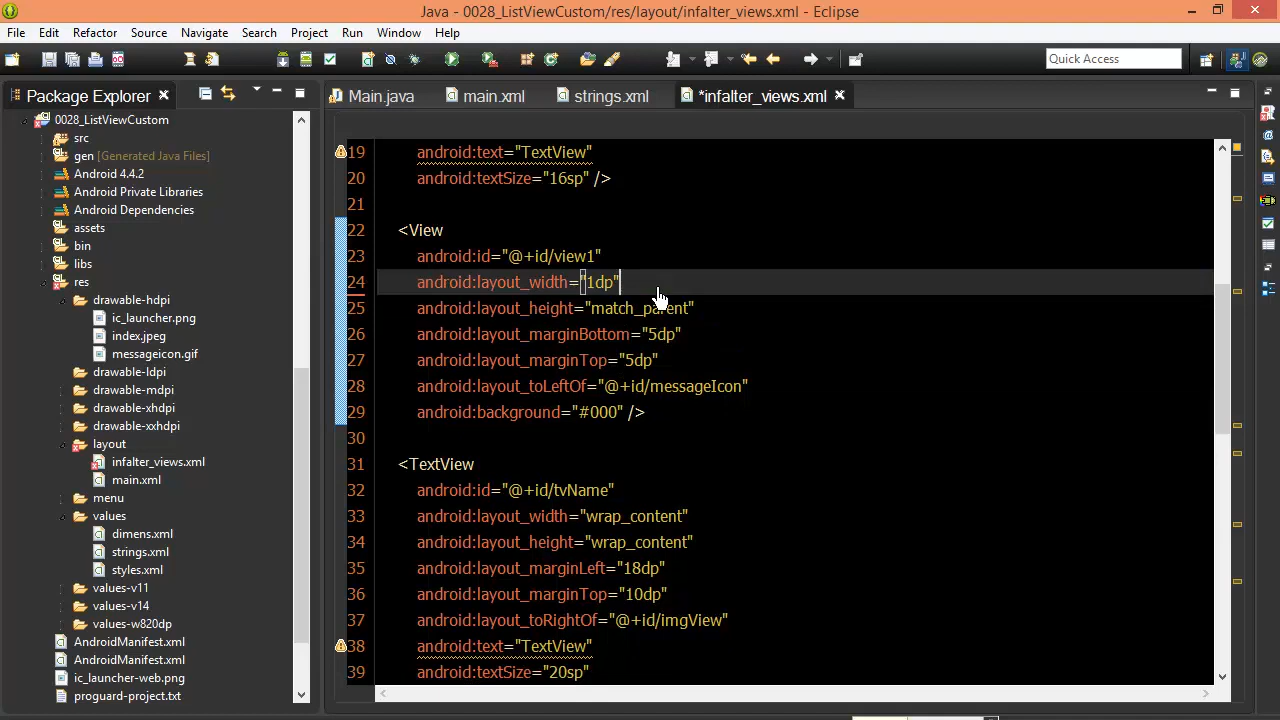 Java - 0028_ListViewCustom/res/layout/infalter_views.xml - Eclipse
File Edit Refactor Source Navigate Search Project Run Window Help
Quick Access
Package Explorer
Main.java main.xml strings.xml *infalter_views.xml
0028_ListViewCustom
src
gen [Generated Java Files]
Android 4.4.2
Android Private Libraries
Android Dependencies
assets
bin
libs
res
drawable-hdpi
ic_launcher.png
index.jpeg
messageicon.gif
drawable-ldpi
drawable-mdpi
drawable-xhdpi
drawable-xxhdpi
layout
infalter_views.xml
main.xml
menu
values
dimens.xml
strings.xml
styles.xml
values-v11
values-v14
values-w820dp
AndroidManifest.xml
AndroidManifest.xml
ic_launcher-web.png
proguard-project.txt
19 android:text="TextView"
20 android:textSize="16sp" />
21
22 <View
23 android:id="@+id/view1"
24 android:layout_width="1dp"
25 android:layout_height="match_parent"
26 android:layout_marginBottom="5dp"
27 android:layout_marginTop="5dp"
28 android:layout_toLeftOf="@+id/messageIcon"
29 android:background="#000" />
30
31 <TextView
32 android:id="@+id/tvName"
33 android:layout_width="wrap_content"
34 android:layout_height="wrap_content"
35 android:layout_marginLeft="18dp"
36 android:layout_marginTop="10dp"
37 android:layout_toRightOf="@+id/imgView"
38 android:text="TextView"
39 android:textSize="20sp"